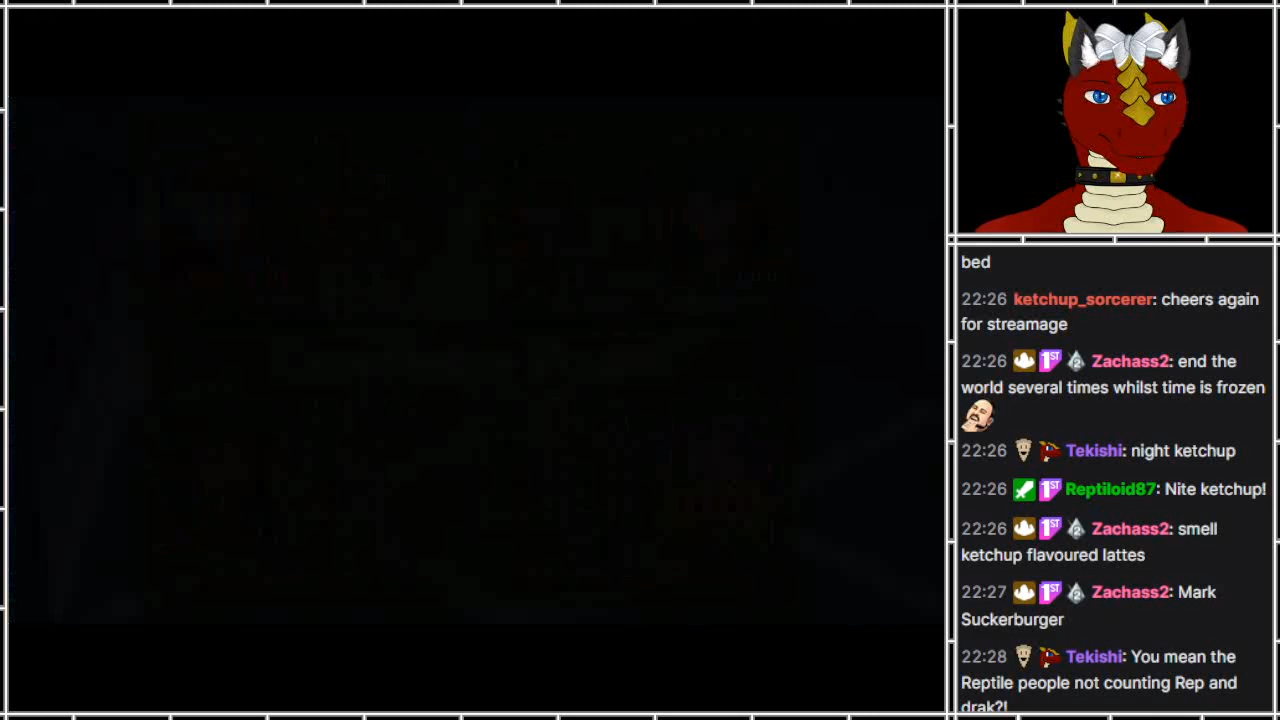 bed
22:26 ketchup_sorcerer: cheers again
for streamage
22:26 Zachass2: end the
world several times whilst time is frozen
22:26 Tekishi: night ketchup
22:26 Reptiloid87: Nite ketchup!
22:26 Zachass2: smell
ketchup flavoured lattes
22:27 Zachass2: Mark
Suckerburger
22:28 Tekishi: You mean the
Reptile people not counting Rep and
drak?!